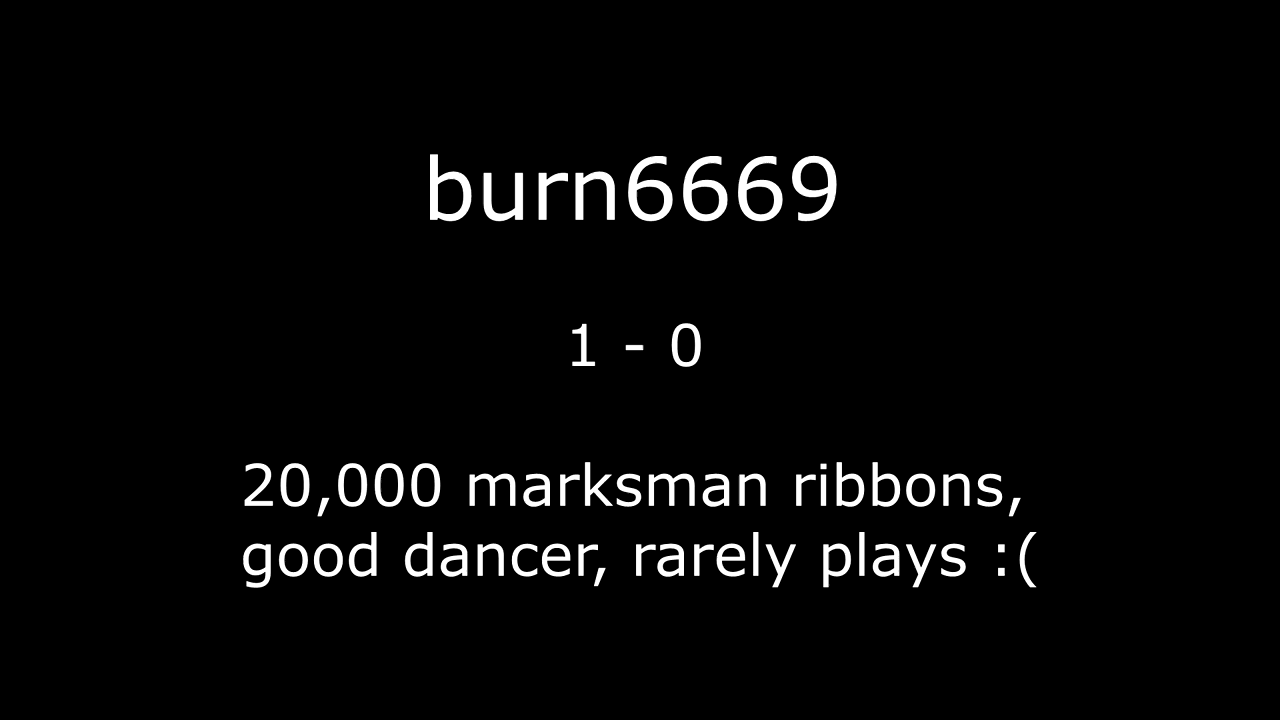 burn6669
1 - 0
20,000 marksman ribbons,
good dancer, rarely plays :(